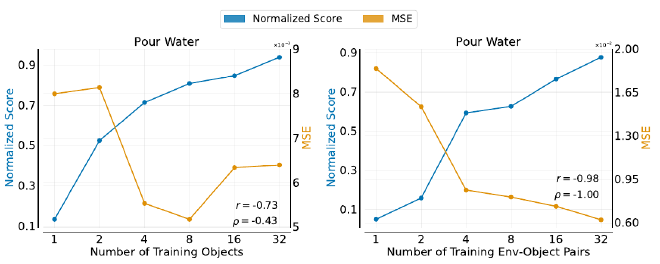 Normalized Score MSE
Pour Water
×10⁻³
Normalized Score
0.9
0.7
0.5
0.3
0.1
9
8
7
6
5
MSE
r = -0.73
ρ = -0.43
1 2 4 8 16 32
Number of Training Objects
Pour Water
Normalized Score
0.9
0.7
0.5
0.3
0.1
2.00
1.65
1.30
0.95
0.60
MSE
r = -0.98
ρ = -1.00
1 2 4 8 16 32
Number of Training Env-Object Pairs